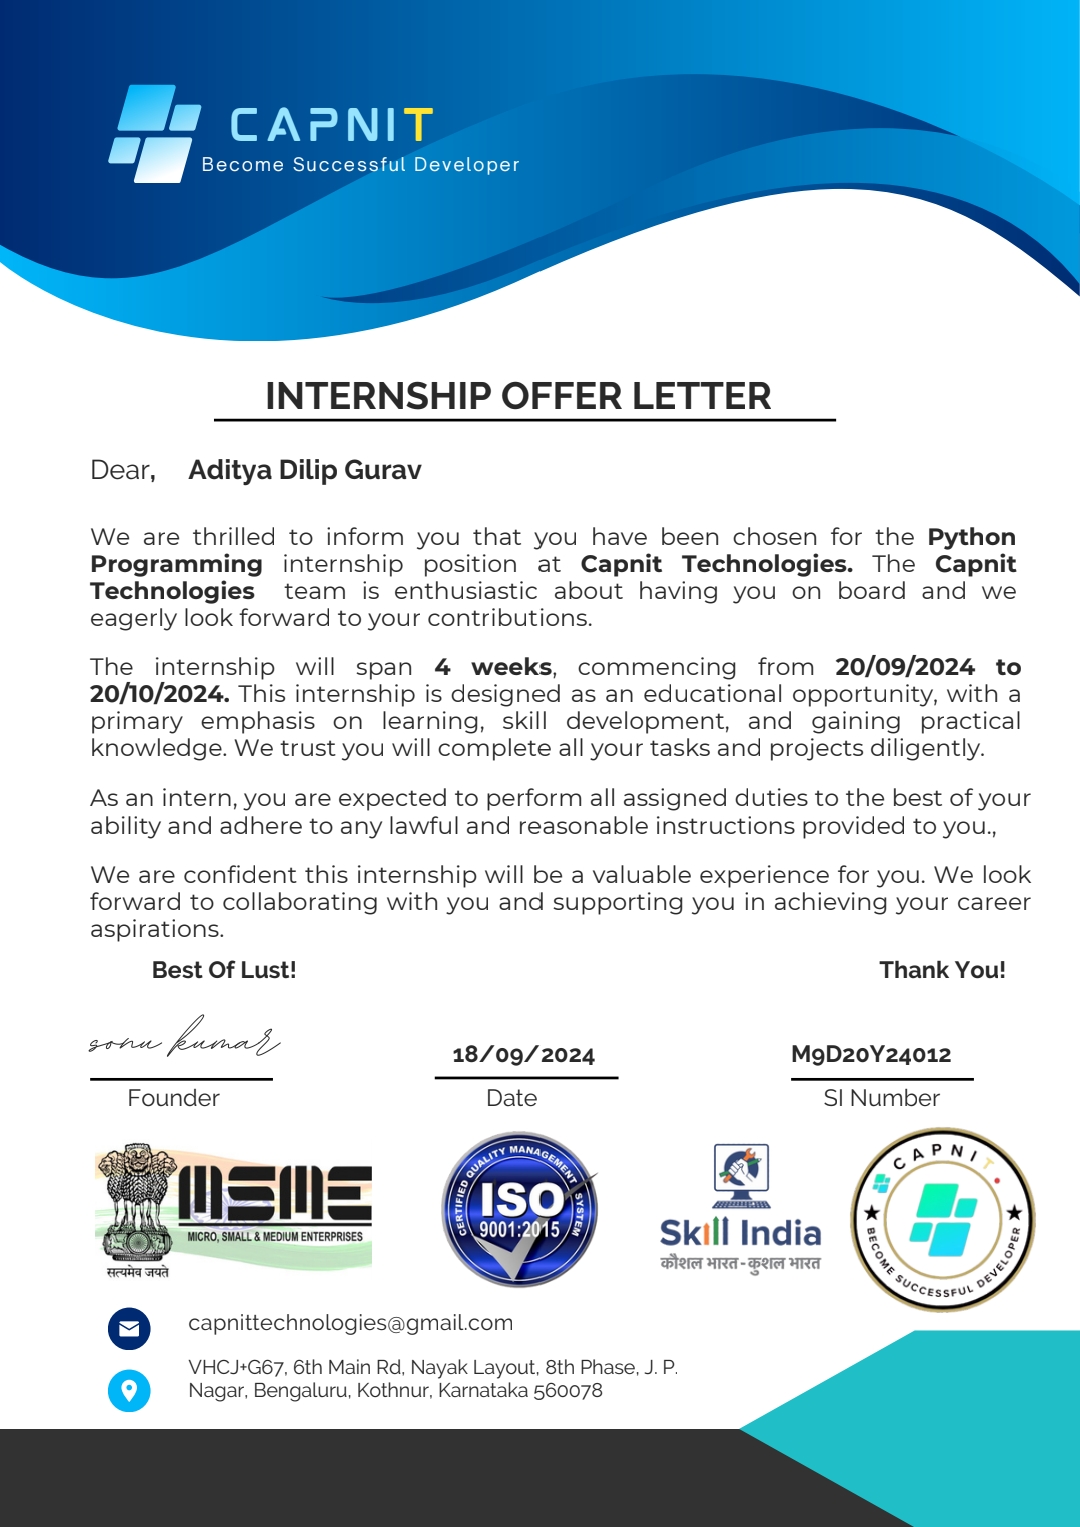 CAPNIT
Become Successful Developer
INTERNSHIP OFFER LETTER
Dear, Aditya Dilip Gurav
We are thrilled to inform you that you have been chosen for the Python
Programming internship position at Capnit Technologies. The Capnit
Technologies team is enthusiastic about having you on board and we
eagerly look forward to your contributions.
The internship will span 4 weeks, commencing from 20/09/2024 to
20/10/2024. This internship is designed as an educational opportunity, with a
primary emphasis on learning, skill development, and gaining practical
knowledge. We trust you will complete all your tasks and projects diligently.
As an intern, you are expected to perform all assigned duties to the best of your
ability and adhere to any lawful and reasonable instructions provided to you.,
We are confident this internship will be a valuable experience for you. We look
forward to collaborating with you and supporting you in achieving your career
aspirations.
Best Of Lust! Thank You!
sonu kumar 18/09/2024 M9D20Y24012
Founder Date SI Number
सत्यमेव जयते
MSME
MICRO, SMALL & MEDIUM ENTERPRISES
CERTIFIED QUALITY MANAGEMENT SYSTEM
ISO
9001:2015
Skill India
कौशल भारत-कुशल भारत
CAPNIT
BECOME SUCCESSFUL DEVELOPER
capnittechnologies@gmail.com
VHCJ+G67, 6th Main Rd, Nayak Layout, 8th Phase, J. P.
Nagar, Bengaluru, Kothnur, Karnataka 560078